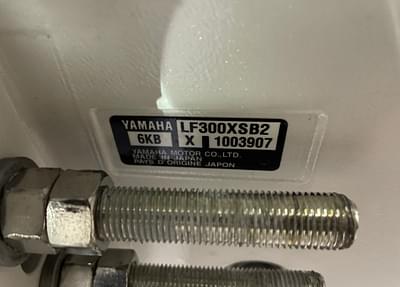 YAMAHA LF300XSB2
6KB X 1003907
YAMAHA MOTOR CO.,LTD.
MADE IN JAPAN
PAYS D'ORIGINE JAPON